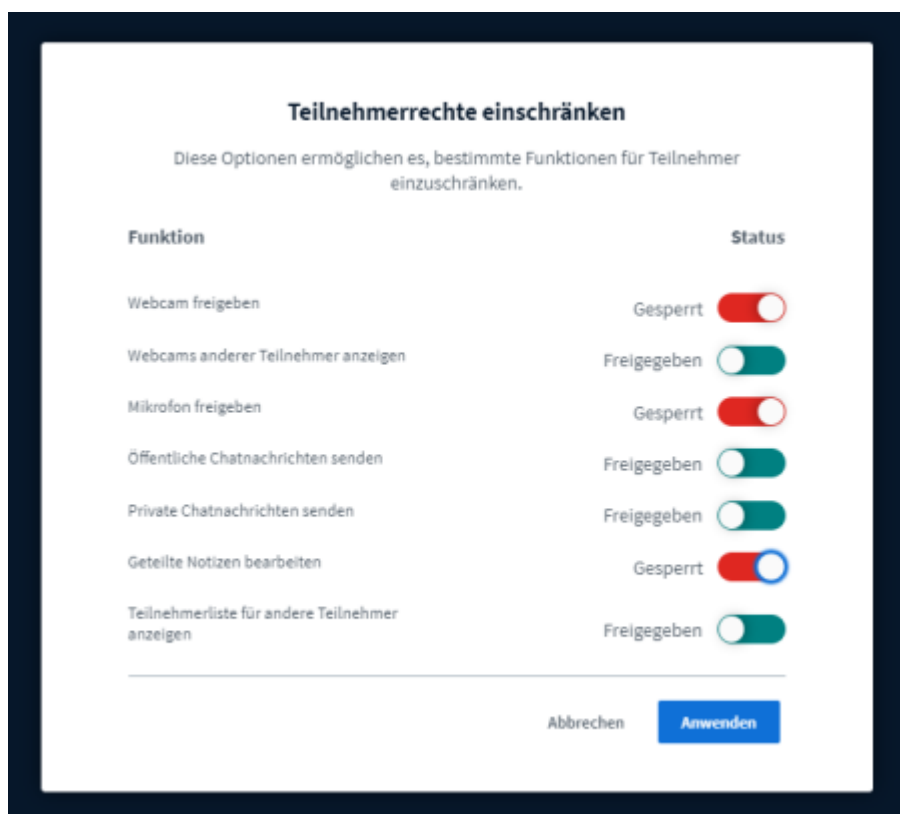 Teilnehmerrechte einschränken
Diese Optionen ermöglichen es, bestimmte Funktionen für Teilnehmer
einzuschränken.
Funktion Status
Webcam freigeben Gesperrt
Webcams anderer Teilnehmer anzeigen Freigegeben
Mikrofon freigeben Gesperrt
Öffentliche Chatnachrichten senden Freigegeben
Private Chatnachrichten senden Freigegeben
Geteilte Notizen bearbeiten Gesperrt
Teilnehmerliste für andere Teilnehmer
anzeigen Freigegeben
Abbrechen Anwenden